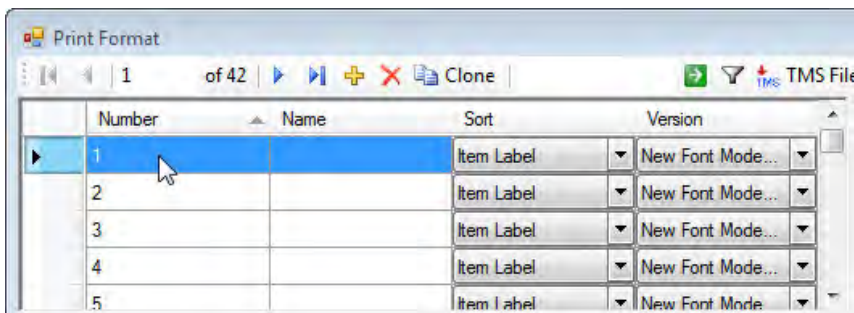 Print Format
1 of 42 Clone TMS File
Number Name Sort Version
1 Item Label New Font Mode...
2 Item Label New Font Mode...
3 Item Label New Font Mode...
4 Item Label New Font Mode...
5 Item Label New Font Mode